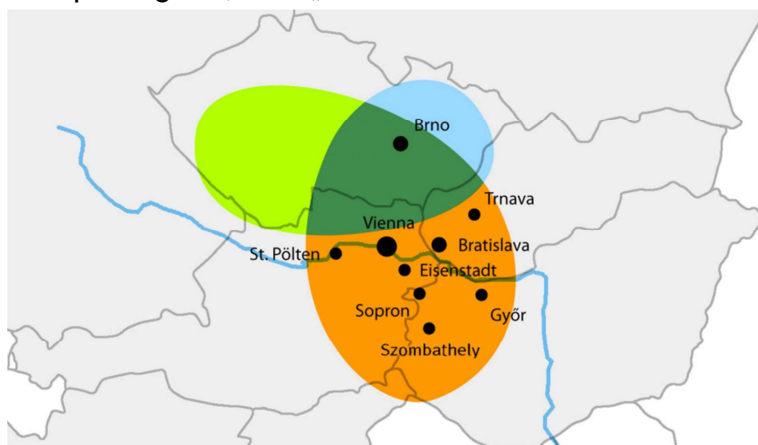 Brno
Trnava
Vienna
Bratislava
St. Pölten
Eisenstadt
Sopron
Győr
Szombathely